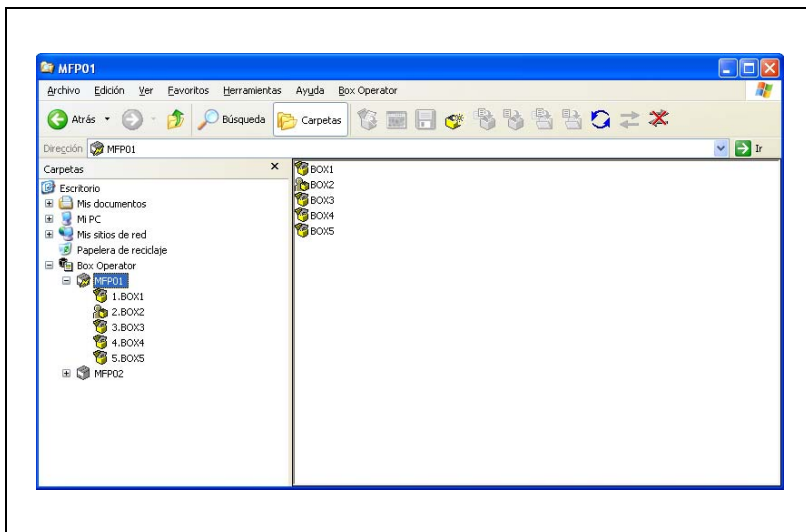 MFP01
Archivo Edición Ver Favoritos Herramientas Ayuda Box Operator
Atrás Búsqueda Carpetas
Dirección MFP01 Ir
Carpetas
Escritorio
Mis documentos
Mi PC
Mis sitios de red
Papelera de reciclaje
Box Operator
MFP01
1.BOX1
2.BOX2
3.BOX3
4.BOX4
5.BOX5
MFP02
BOX1
BOX2
BOX3
BOX4
BOX5